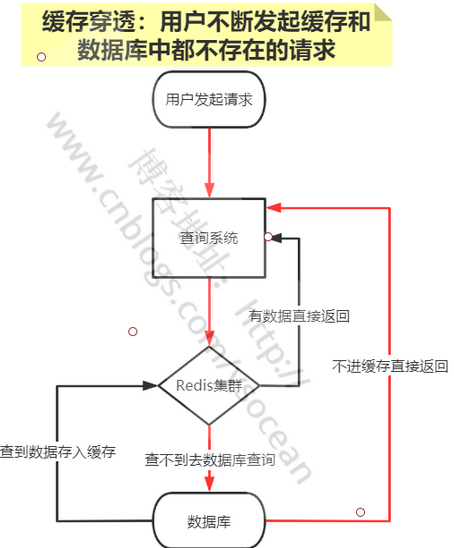 缓存穿透：用户不断发起缓存和
数据库中都不存在的请求
用户发起请求
查询系统
有数据直接返回
不进缓存直接返回
Redis集群
查到数据存入缓存
查不到去数据库查询
数据库
博客地址：http://
www.cnblogs.com/vsocean